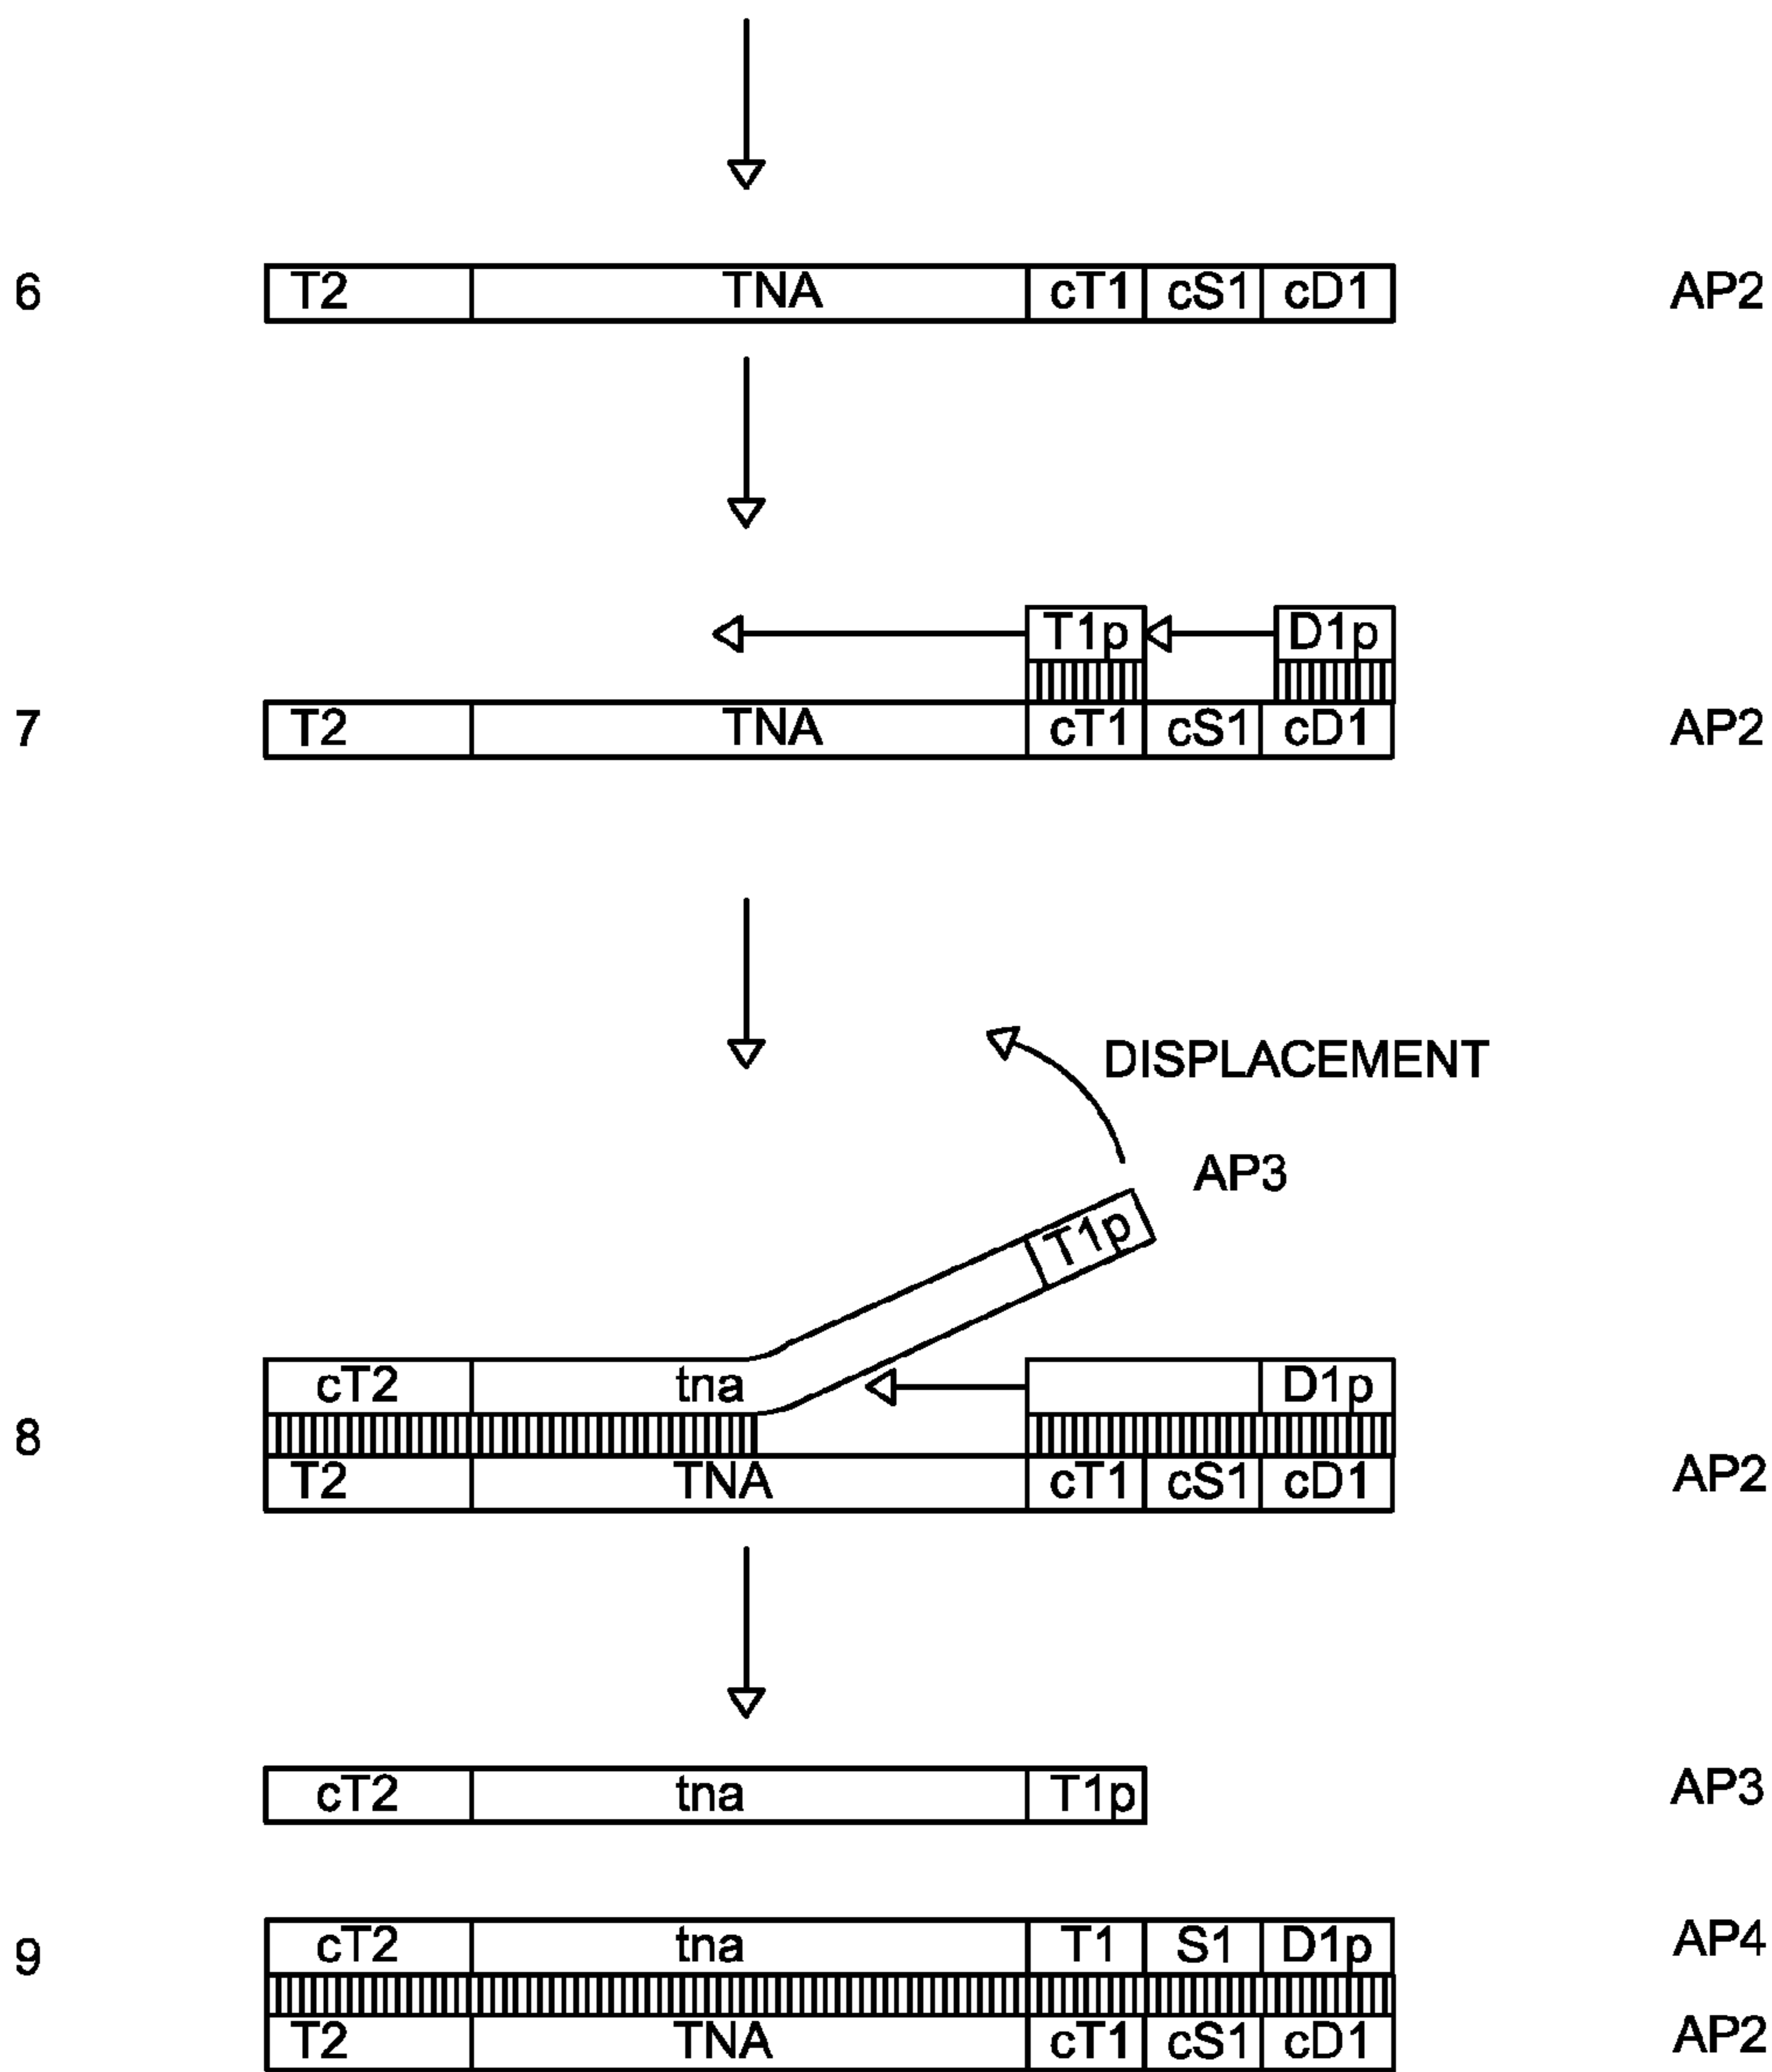 6 T2 TNA cT1 cS1 cD1 AP2
T1p D1p
7 T2 TNA cT1 cS1 cD1 AP2
DISPLACEMENT
AP3
T1p
cT2 tna D1p
8
T2 TNA cT1 cS1 cD1 AP2
cT2 tna T1p AP3
cT2 tna T1 S1 D1p AP4
9
T2 TNA cT1 cS1 cD1 AP2